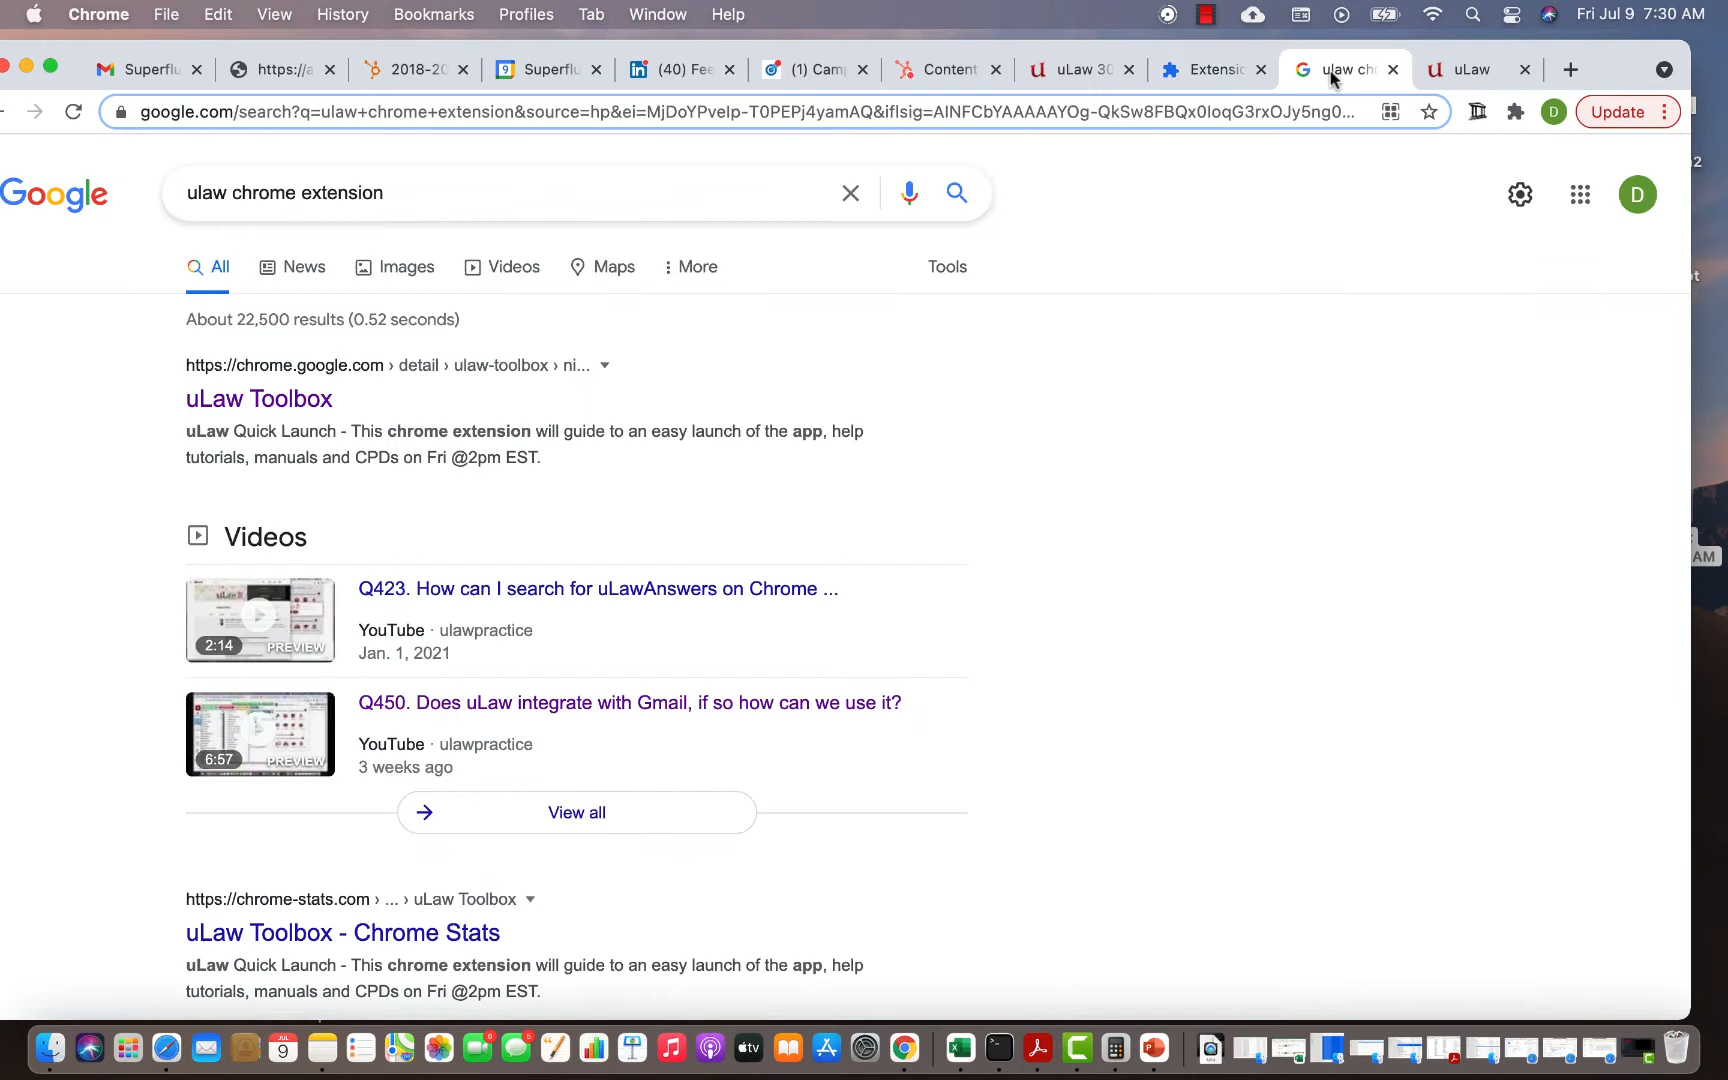 Chrome File Edit View History Bookmarks Profiles Tab Window Help Fri Jul 9 7:30 AM
Superflu https://a 2018-20 9 Superflu (40) Fee (1) Cam Content uLaw 30 Extensio ulaw chr uLaw
google.com/search?q=ulaw+chrome+extension&source=hp&ei=MjDoYPvelp-T0PEPj4yamAQ&iflsig=AINFCbYAAAAAYOg-QkSw8FBQx0IoqG3rxOJy5ng0... D Update
Google ulaw chrome extension D
All News Images Videos Maps More Tools
About 22,500 results (0.52 seconds)
https://chrome.google.com › detail › ulaw-toolbox › ni...
uLaw Toolbox
uLaw Quick Launch - This chrome extension will guide to an easy launch of the app, help
tutorials, manuals and CPDs on Fri @2pm EST.
AM
Videos
Q423. How can I search for uLawAnswers on Chrome ...
YouTube · ulawpractice
Jan. 1, 2021
2:14 PREVIEW
Q450. Does uLaw integrate with Gmail, if so how can we use it?
YouTube · ulawpractice
3 weeks ago
6:57 PREVIEW
View all
https://chrome-stats.com › ... › uLaw Toolbox
uLaw Toolbox - Chrome Stats
uLaw Quick Launch - This chrome extension will guide to an easy launch of the app, help
tutorials, manuals and CPDs on Fri @2pm EST.
JUL 9 tv